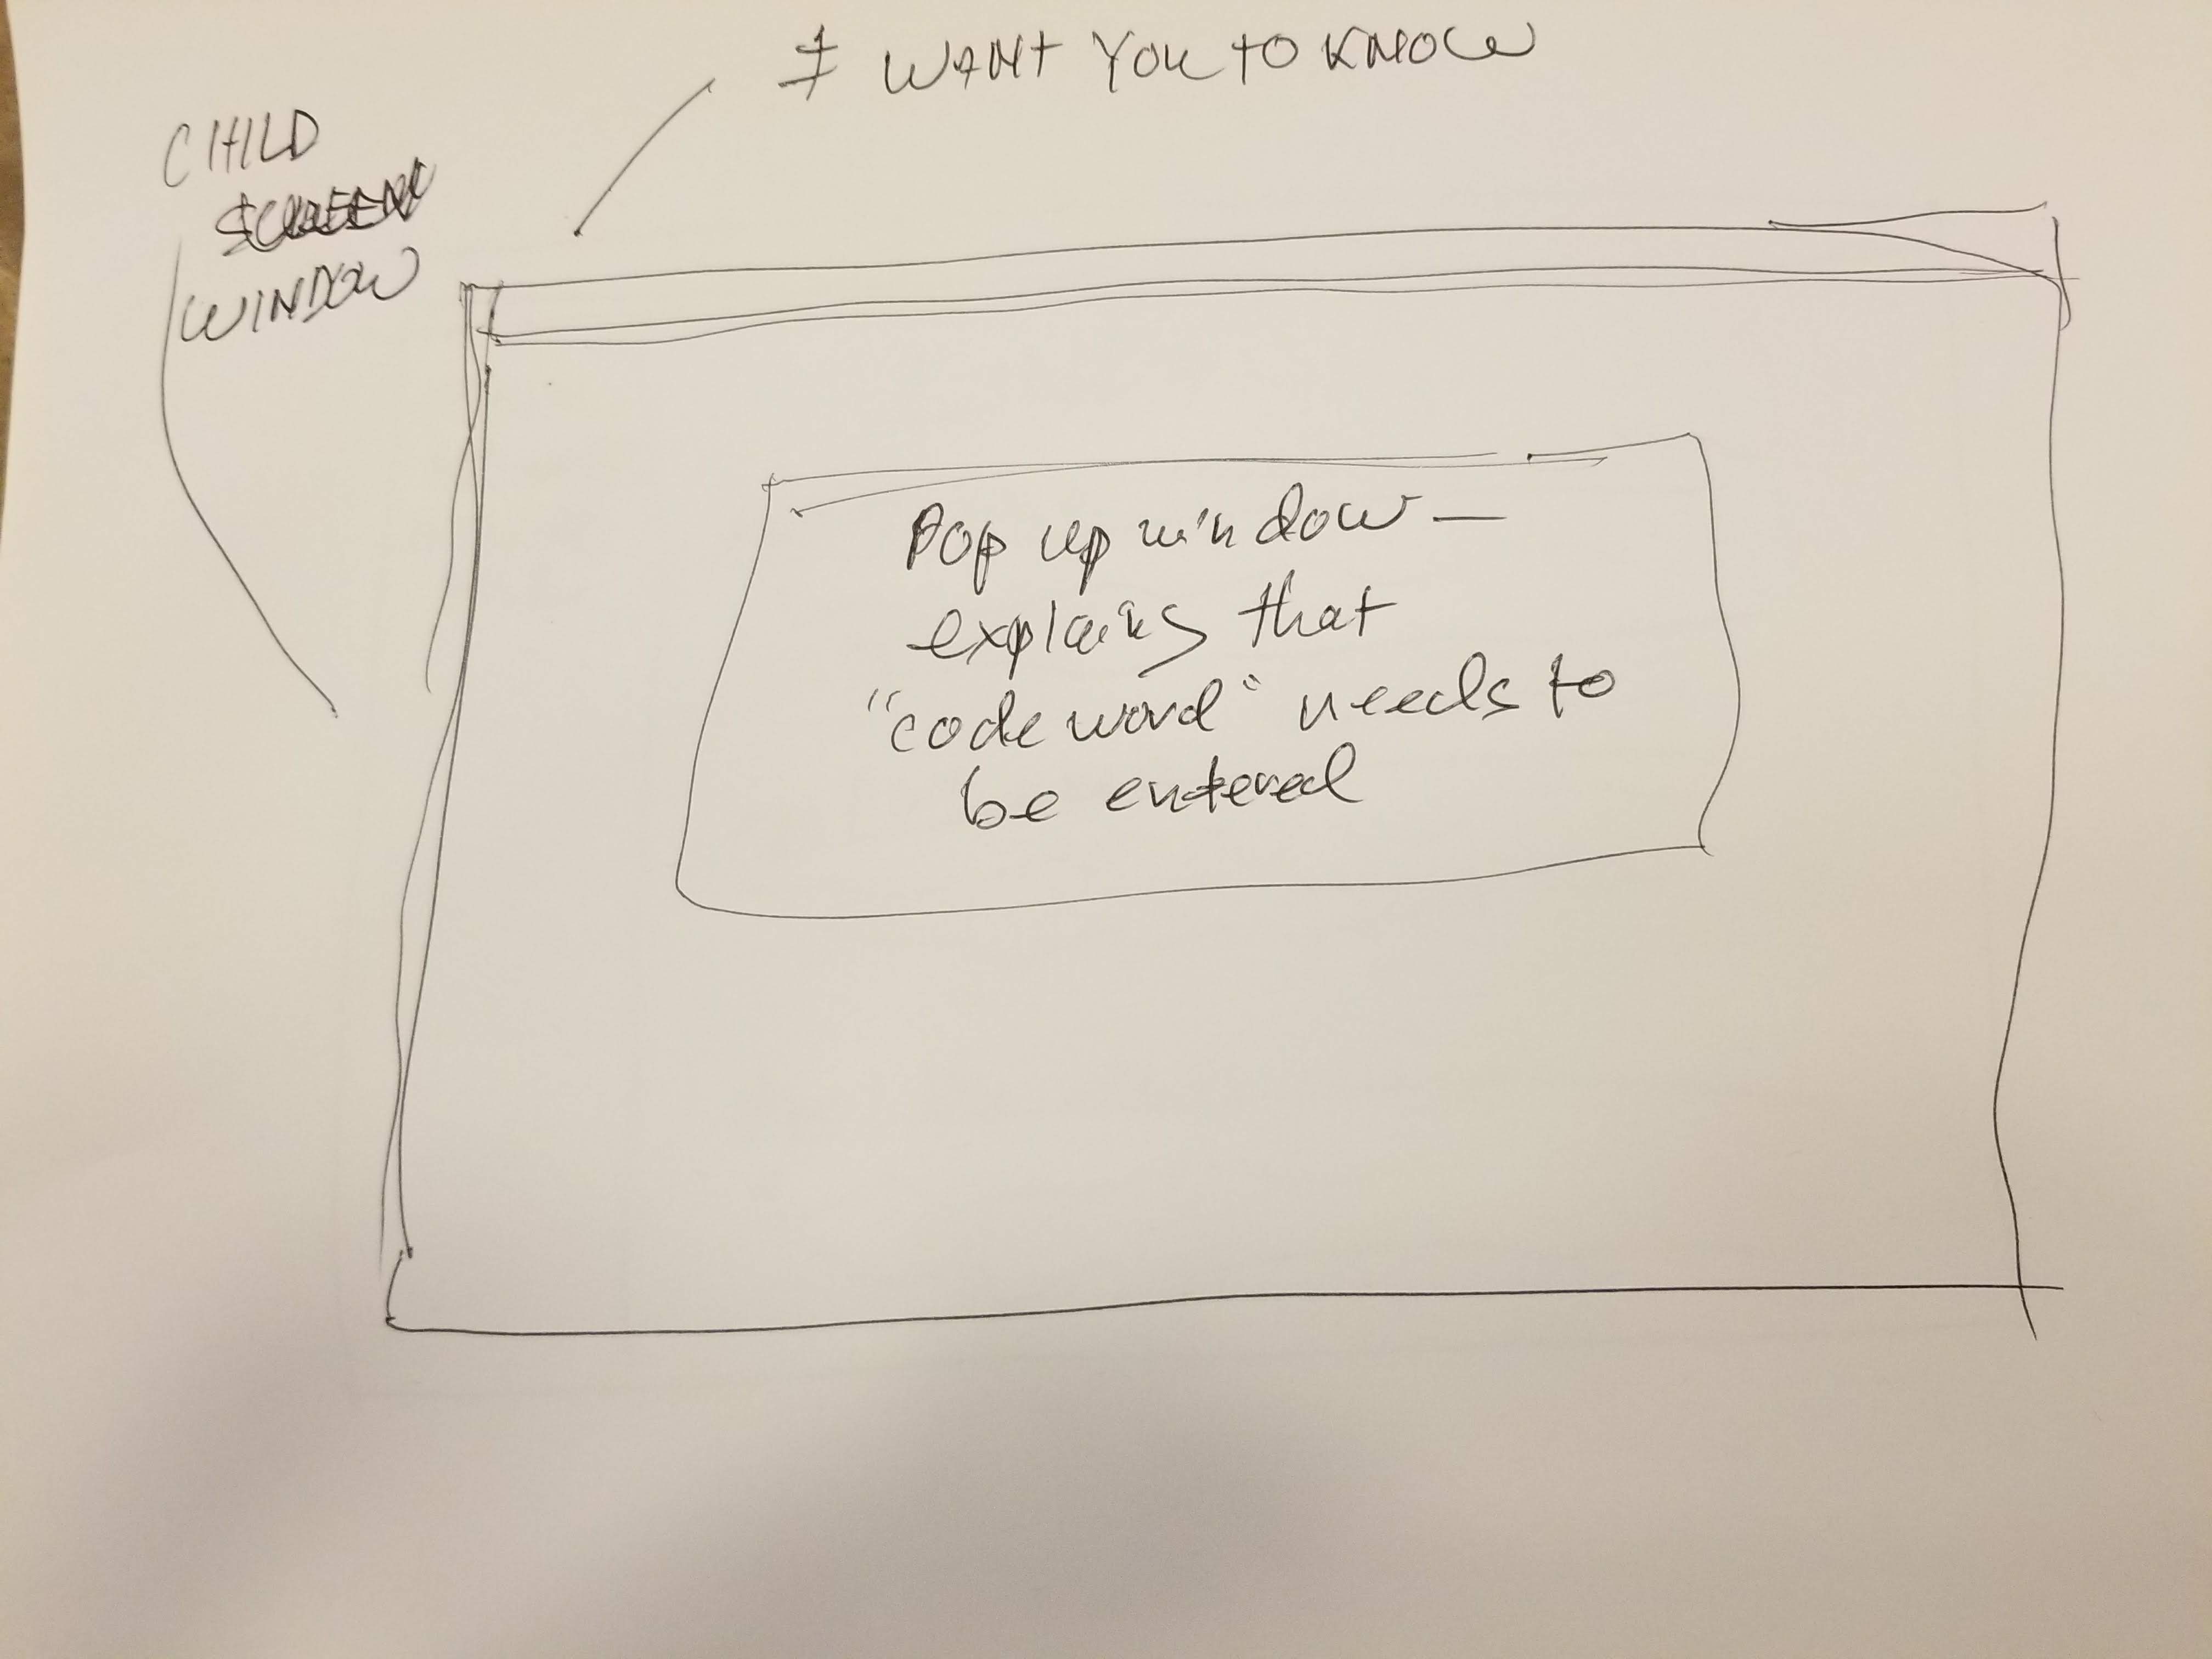 I WANT YOU TO KNOW
CHILD
SCREEN
WINDOW
Pop up window —
explains that
"code word" needs to
be entered